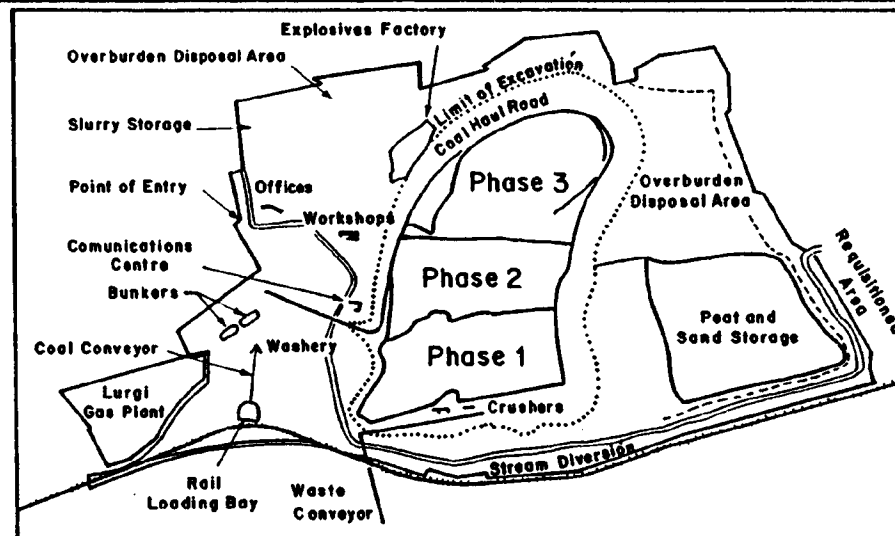 Explosives Factory
Overburden Disposal Area
Limit of Excavation
Coal Haul Road
Slurry Storage
Point of Entry
Offices
Phase 3
Overburden
Disposal Area
Workshops
Comunications
Centre
Requisitioned
Area
Bunkers
Phase 2
Peat and
Sand Storage
Coal Conveyor
Washery
Phase 1
Lurgi
Gas Plant
Crushers
Stream Diversion
Rail
Loading Bay
Waste
Conveyor